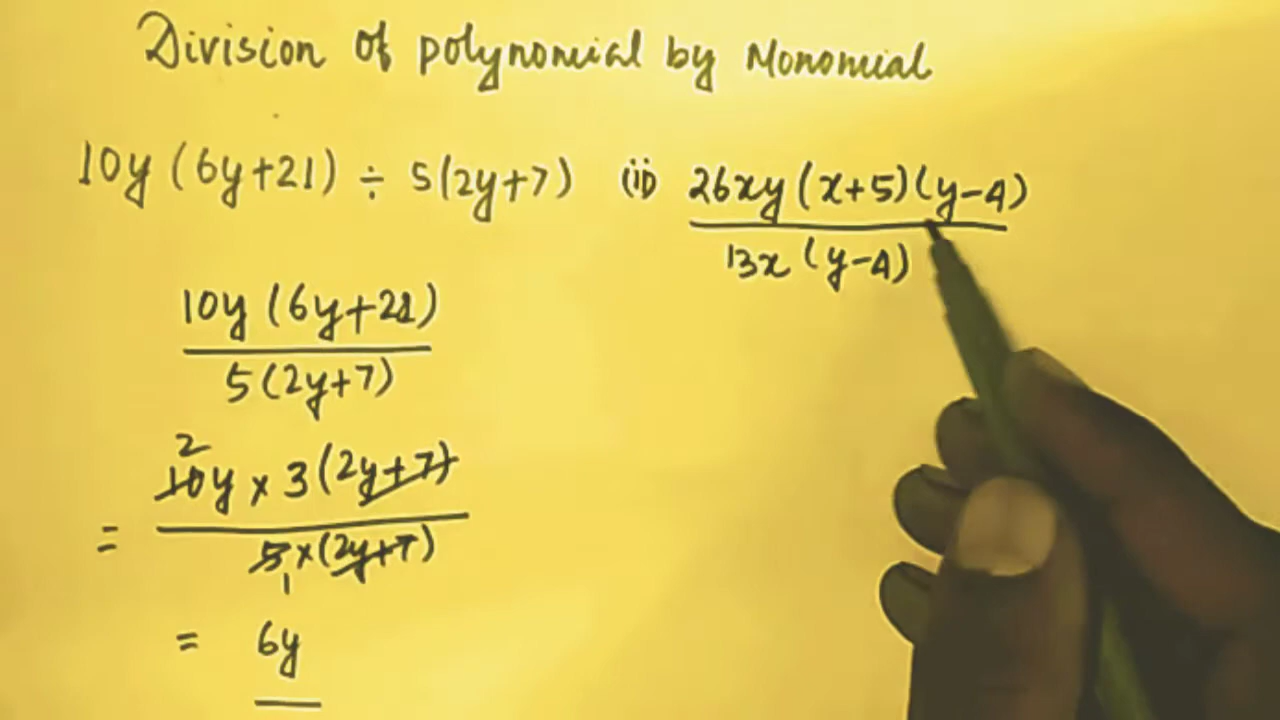 Division of polynomial by Monomial
10y (6y+21) ÷ 5(2y+7)
(ii) 26xy (x+5)(y-4)
13x (y-4)
10y (6y+21)
5(2y+7)
2
= 10y × 3(2y+7)
5×(2y+7)
1
= 6y